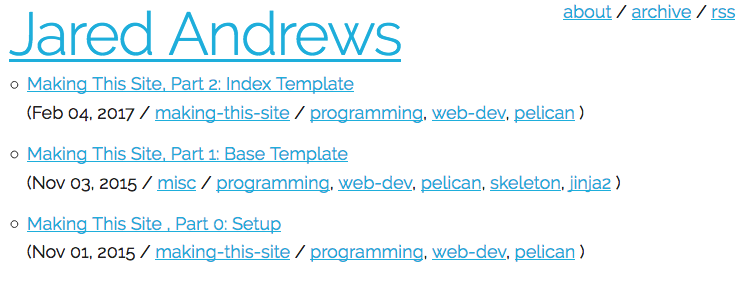 Jared Andrews
about / archive / rss
Making This Site, Part 2: Index Template
(Feb 04, 2017 / making-this-site / programming, web-dev, pelican )
Making This Site, Part 1: Base Template
(Nov 03, 2015 / misc / programming, web-dev, pelican, skeleton, jinja2 )
Making This Site , Part 0: Setup
(Nov 01, 2015 / making-this-site / programming, web-dev, pelican )